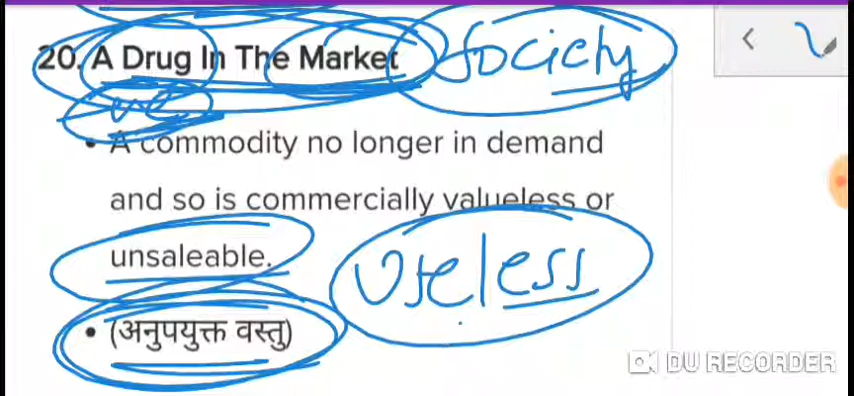 20. A Drug In The Market Society
• A commodity no longer in demand
and so is commercially valueless or
unsaleable.
Useless
• (अनुपयुक्त वस्तु)
DU RECORDER